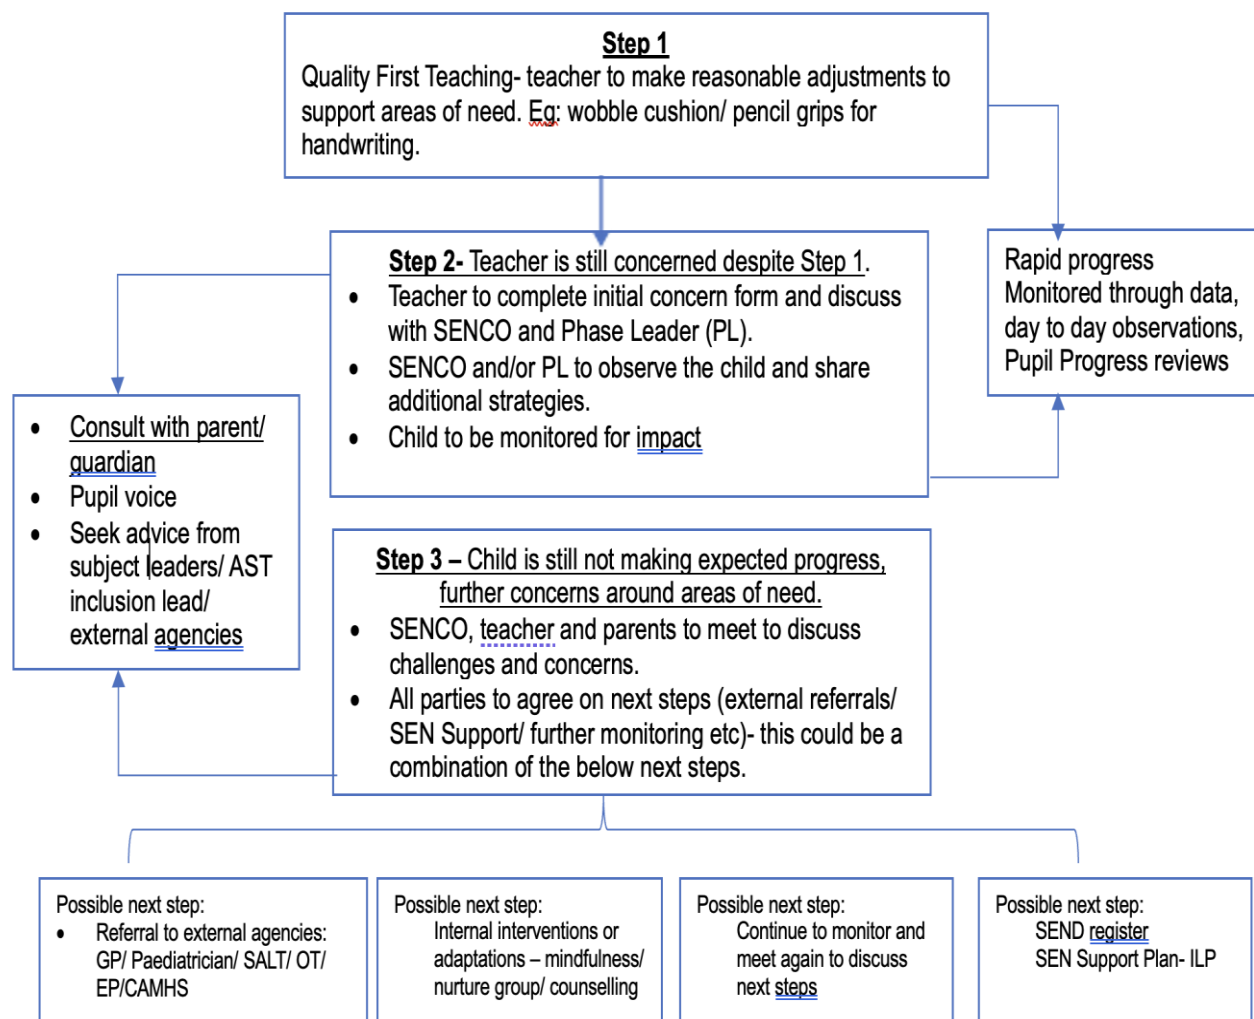 Step 1
Quality First Teaching- teacher to make reasonable adjustments to
support areas of need. Eg: wobble cushion/ pencil grips for
handwriting.
Step 2- Teacher is still concerned despite Step 1.
• Teacher to complete initial concern form and discuss
with SENCO and Phase Leader (PL).
• SENCO and/or PL to observe the child and share
additional strategies.
• Child to be monitored for impact
Rapid progress
Monitored through data,
day to day observations,
Pupil Progress reviews
• Consult with parent/
guardian
• Pupil voice
• Seek advice from
subject leaders/ AST
inclusion lead/
external agencies
Step 3 – Child is still not making expected progress,
further concerns around areas of need.
• SENCO, teacher and parents to meet to discuss
challenges and concerns.
• All parties to agree on next steps (external referrals/
SEN Support/ further monitoring etc)- this could be a
combination of the below next steps.
Possible next step:
• Referral to external agencies:
GP/ Paediatrician/ SALT/ OT/
EP/CAMHS
Possible next step:
Internal interventions or
adaptations – mindfulness/
nurture group/ counselling
Possible next step:
Continue to monitor and
meet again to discuss
next steps
Possible next step:
SEND register
SEN Support Plan- ILP